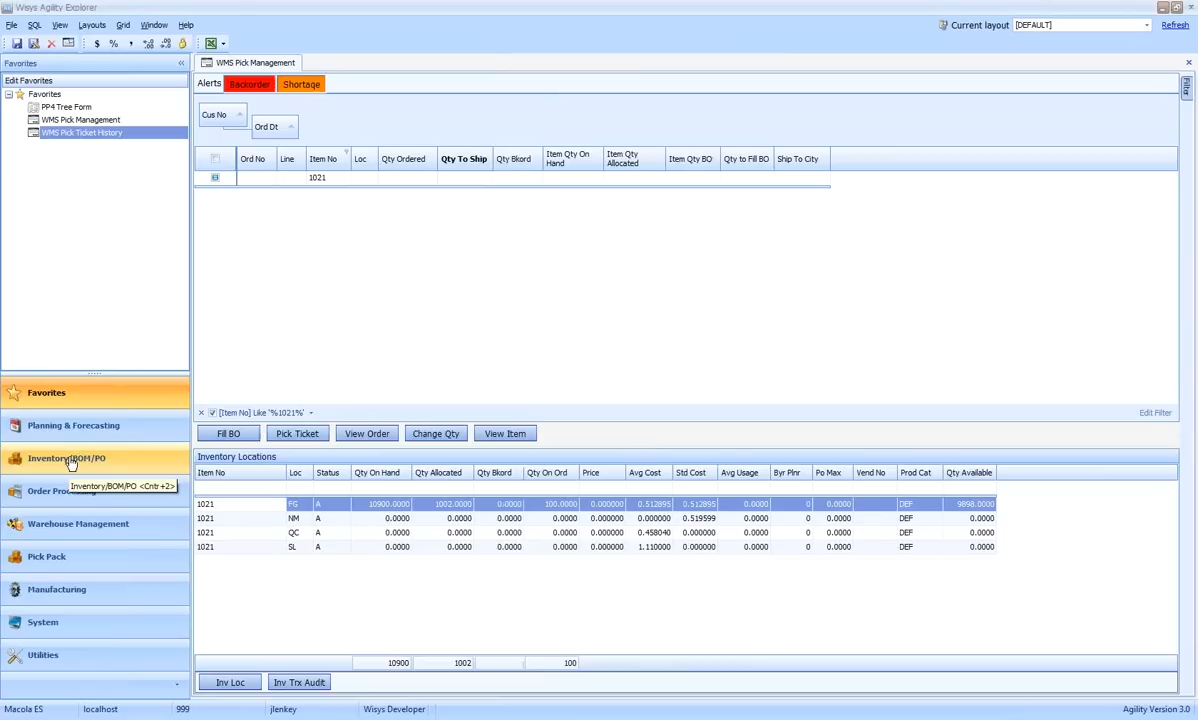 Wisys Agility Explorer
File SQL View Layouts Grid Window Help
Current layout [DEFAULT] Refresh
$ % ,
Favorites
WMS Pick Management
Edit Favorites
Favorites
PP4 Tree Form
WMS Pick Management
WMS Pick Ticket History
Alerts Backorder Shortage
Filter
Cus No
Ord Dt
Ord No Line Item No Loc Qty Ordered Qty To Ship Qty Bkord Item Qty On Hand Item Qty Allocated Item Qty BO Qty to Fill BO Ship To City
1021
[Item No] Like '%1021%' Edit Filter
Fill BO Pick Ticket View Order Change Qty View Item
Favorites
Planning & Forecasting
Inventory/BOM/PO
Inventory/BOM/PO <Cntr+2>
Warehouse Management
Pick Pack
Manufacturing
System
Utilities
Inventory Locations
Item No Loc Status Qty On Hand Qty Allocated Qty Bkord Qty On Ord Price Avg Cost Std Cost Avg Usage Byr Plnr Po Max Vend No Prod Cat Qty Available
1021 FG A 10900.0000 1002.0000 0.0000 100.0000 0.000000 0.512895 0.512895 0.0000 0 0.0000 DEF 9898.0000
1021 NM A 0.0000 0.0000 0.0000 0.0000 0.000000 0.000000 0.519599 0.0000 0 0.0000 DEF 0.0000
1021 QC A 0.0000 0.0000 0.0000 0.0000 0.000000 0.458040 0.000000 0.0000 0 0.0000 DEF 0.0000
1021 SL A 0.0000 0.0000 0.0000 0.0000 0.000000 1.110000 0.000000 0.0000 0 0.0000 DEF 0.0000
10900 1002 100
Inv Loc Inv Trx Audit
Macola ES localhost 999 jlenkey Wisys Developer Agility Version 3.0